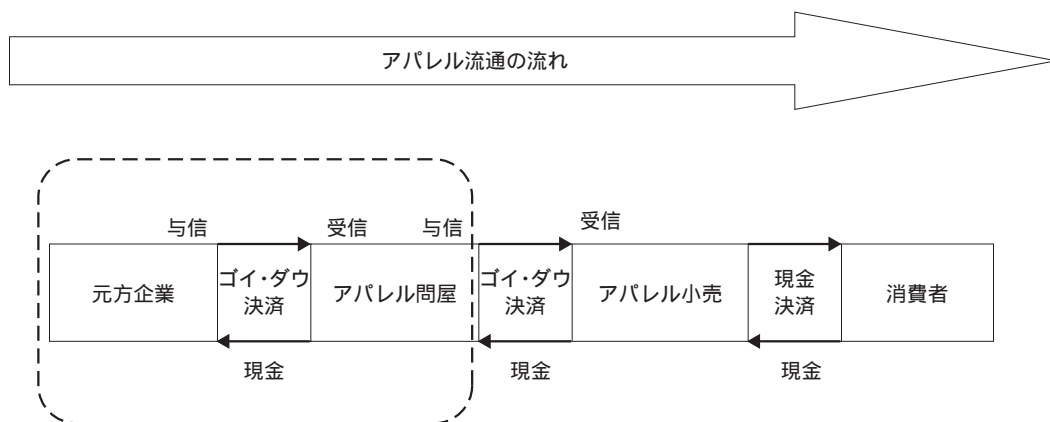 アパレル流通の流れ
与信
受信
与信
受信
元方企業
ゴイ・ダウ
決済
アパレル問屋
ゴイ・ダウ
決済
アパレル小売
現金
決済
消費者
現金
現金
現金